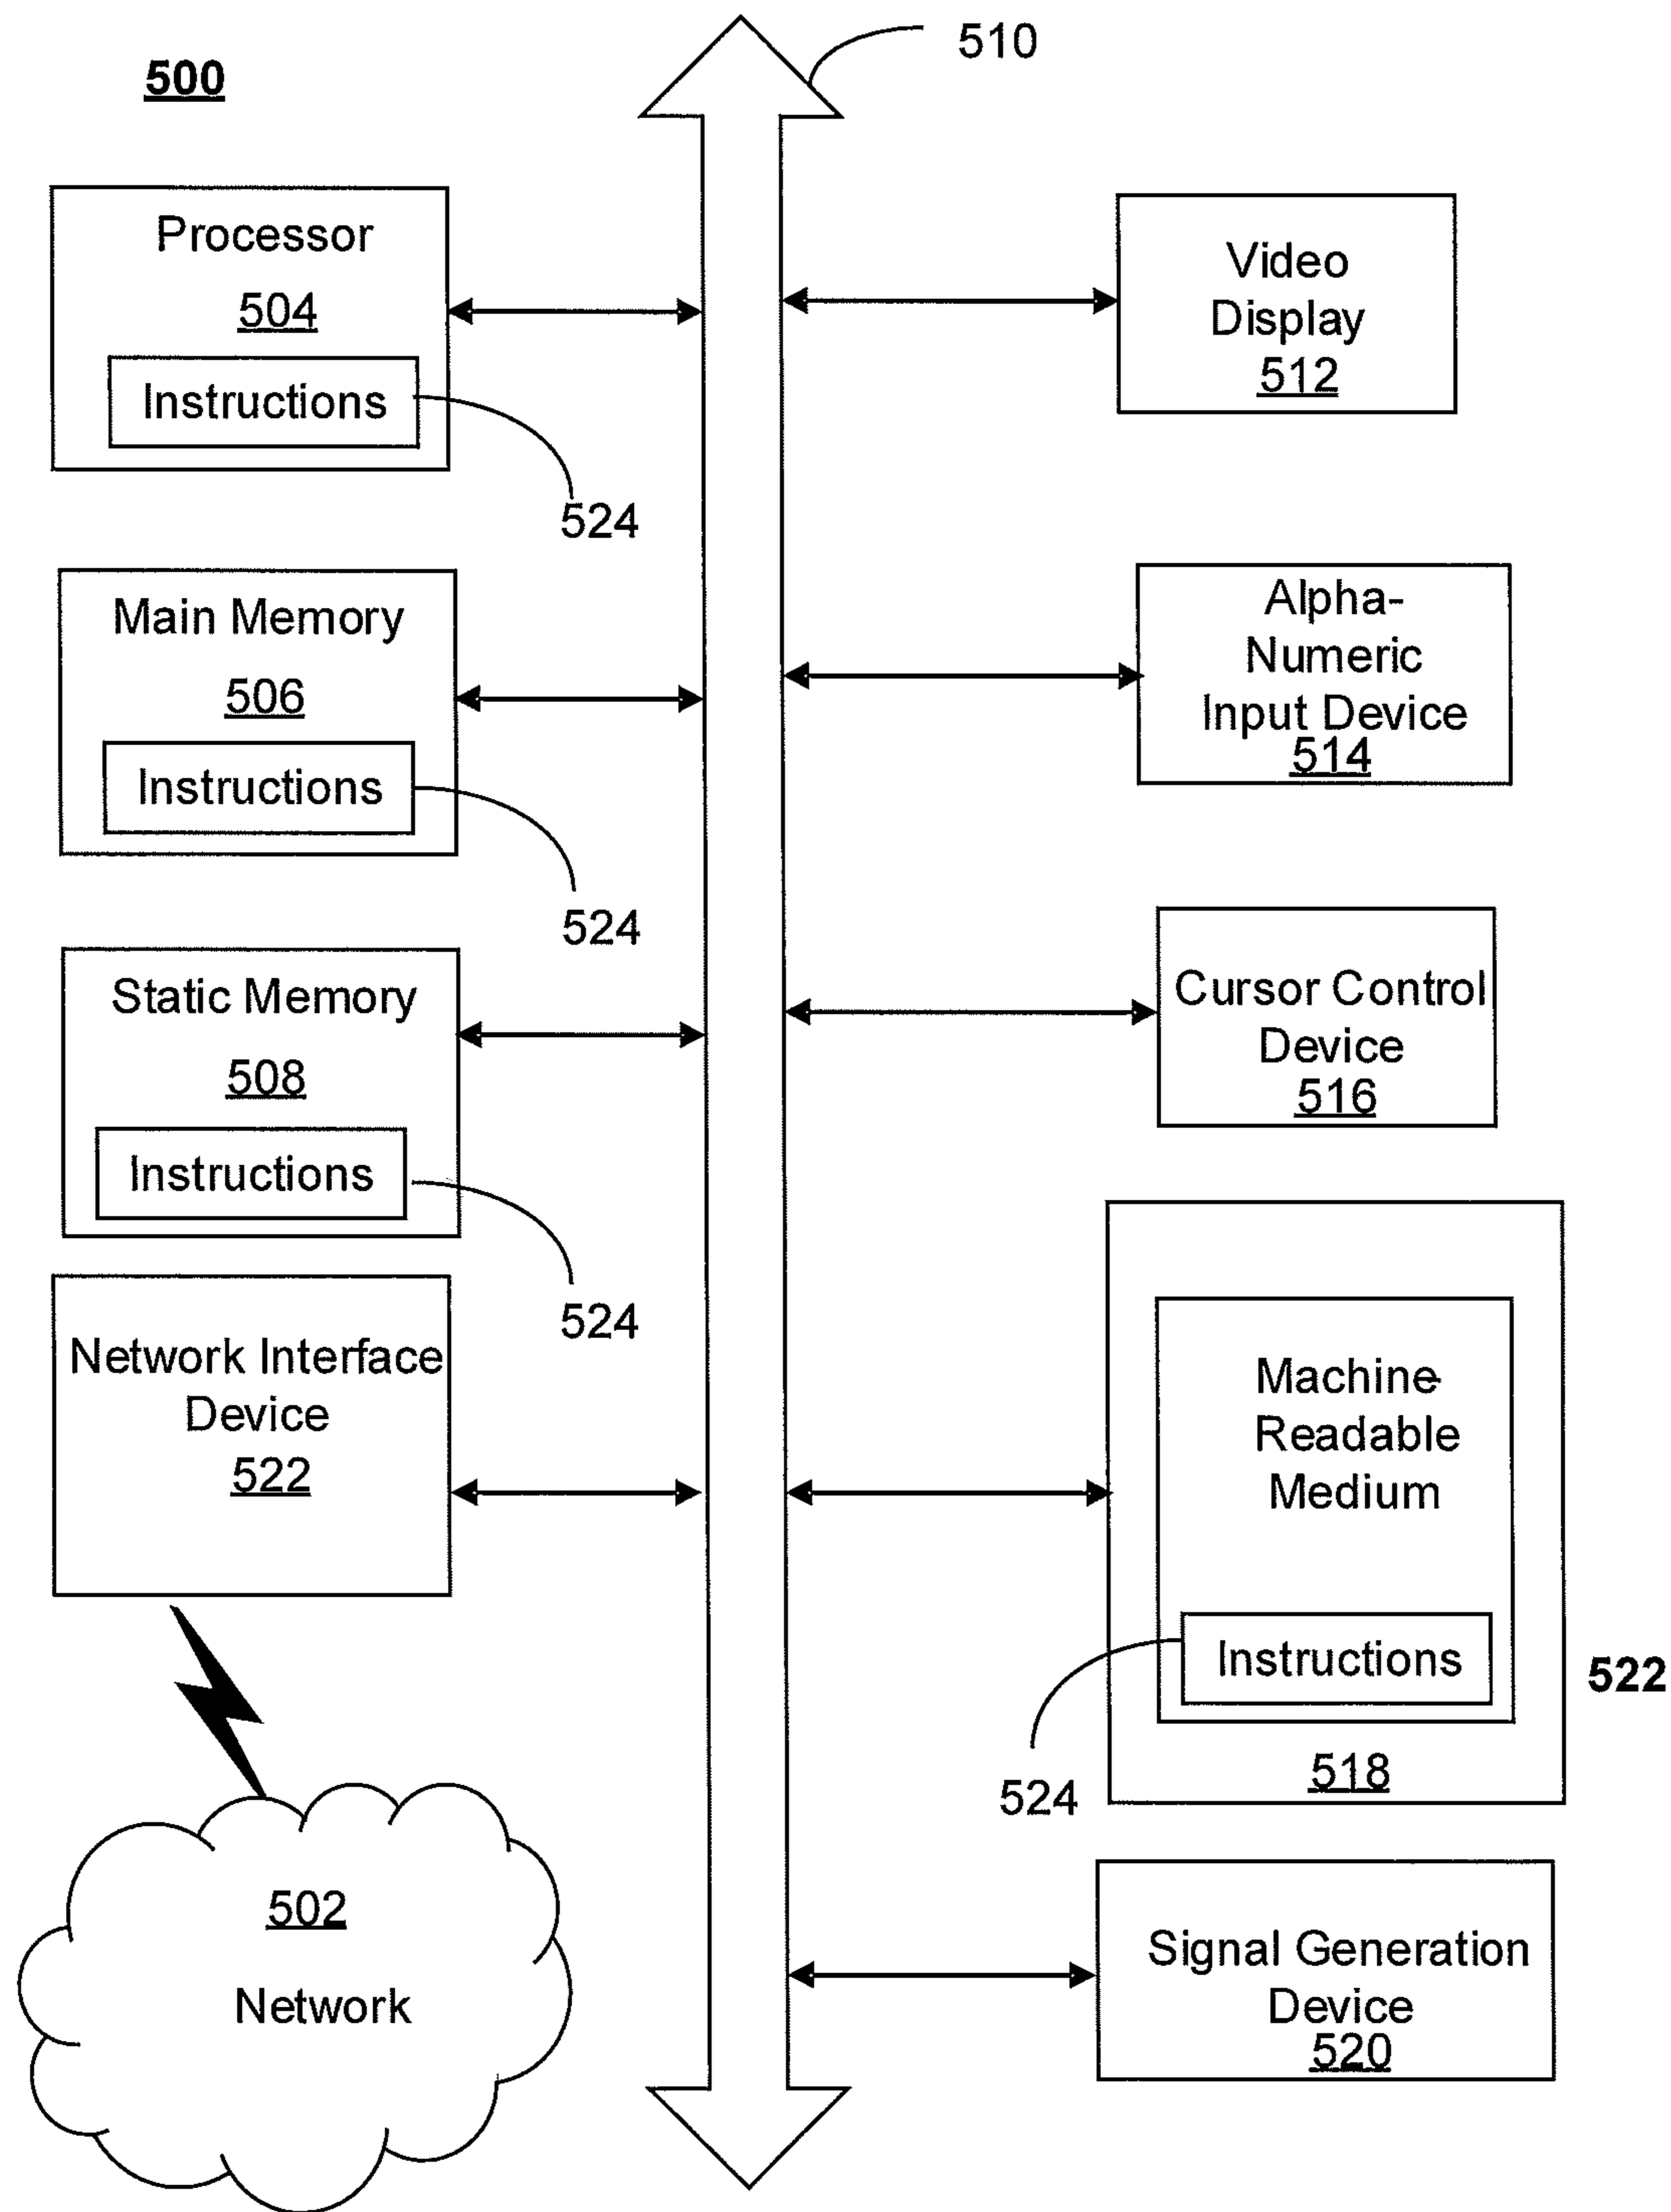 500
510
Processor
504
Instructions
524
Main Memory
506
Instructions
524
Static Memory
508
Instructions
524
Network Interface
Device
522
502
Network
Video
Display
512
Alpha-
Numeric
Input Device
514
Cursor Control
Device
516
Machine-
Readable
Medium
Instructions
522
524
518
Signal Generation
Device
520